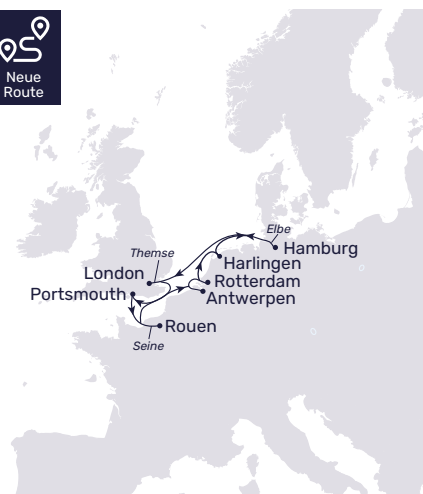 Neue
Route
Elbe
Hamburg
Themse
Harlingen
London
Rotterdam
Portsmouth
Antwerpen
Rouen
Seine